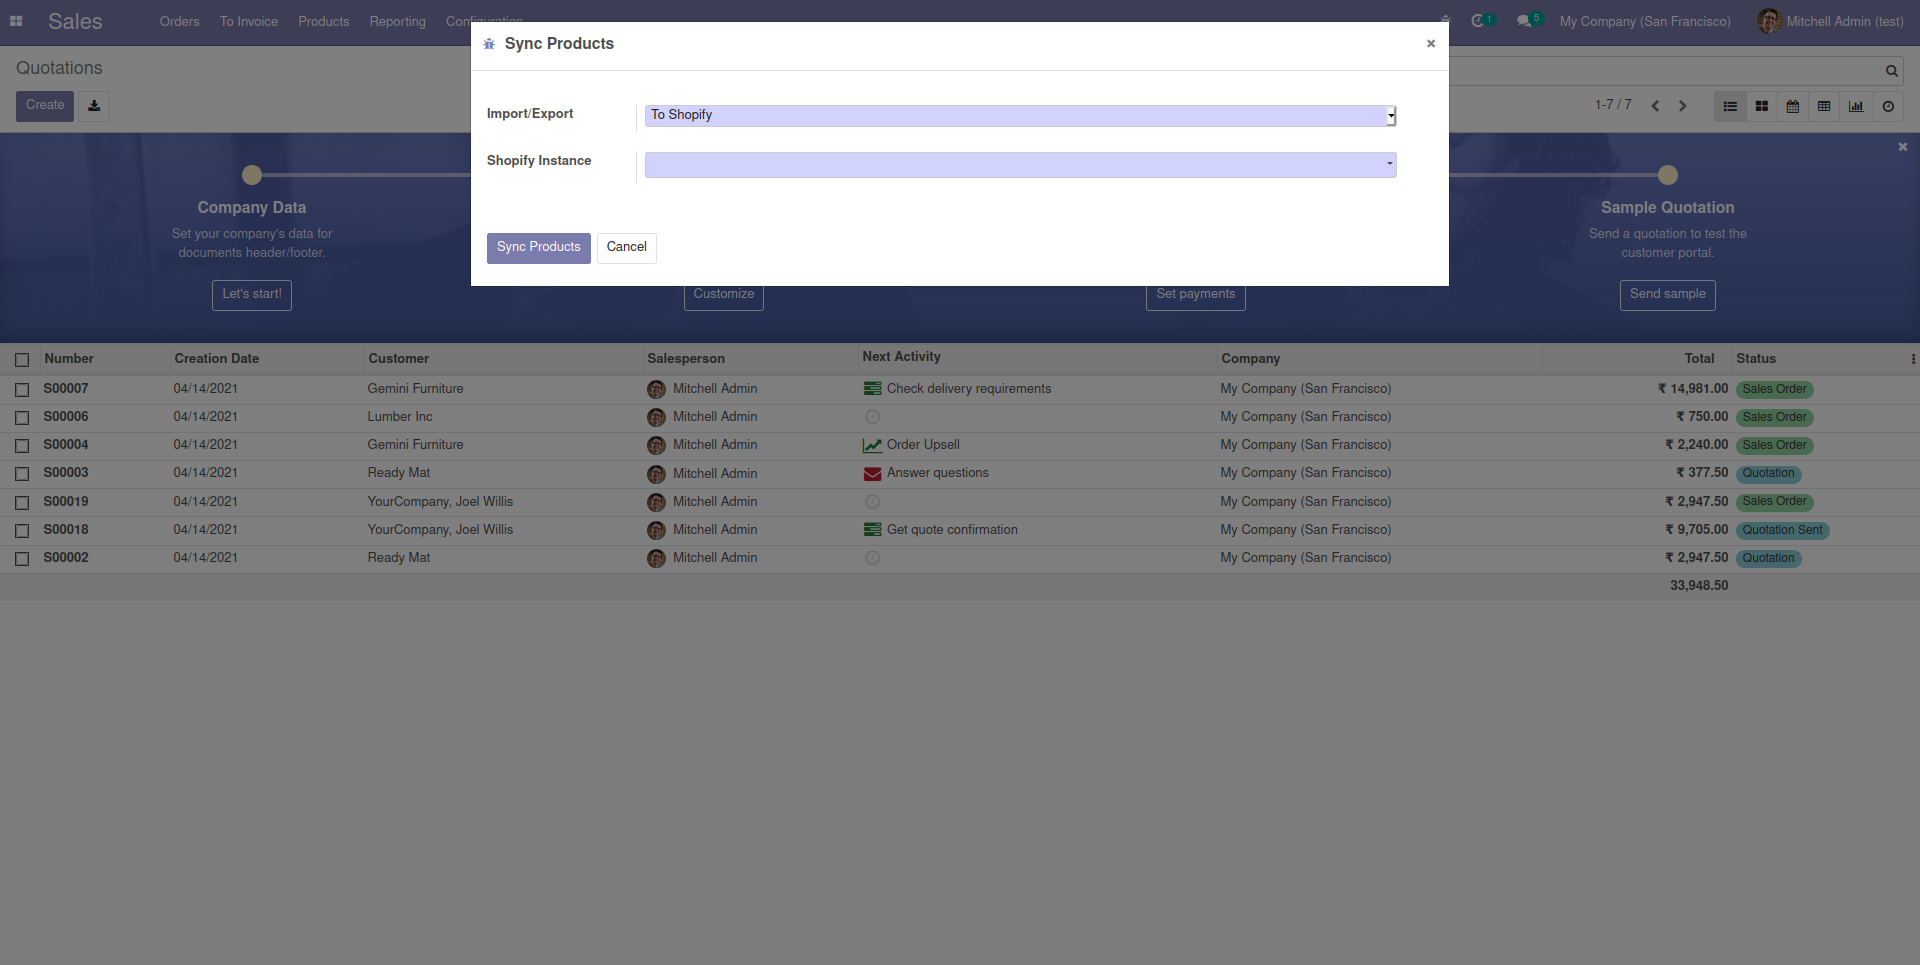 Sales Orders To Invoice Products Reporting 1 5 My Company (San Francisco) Mitchell Admin (test)
Sync Products ×
Quotations
Create
1-7 / 7
Import/Export To Shopify
Shopify Instance
Sync Products Cancel
Company Data
Set your company's data for
documents header/footer.
Let's start!
Customize
Set payments
Sample Quotation
Send a quotation to test the
customer portal.
Send sample
Number Creation Date Customer Salesperson Next Activity Company Total Status
S00007 04/14/2021 Gemini Furniture Mitchell Admin Check delivery requirements My Company (San Francisco) ₹ 14,981.00 Sales Order
S00006 04/14/2021 Lumber Inc Mitchell Admin My Company (San Francisco) ₹ 750.00 Sales Order
S00004 04/14/2021 Gemini Furniture Mitchell Admin Order Upsell My Company (San Francisco) ₹ 2,240.00 Sales Order
S00003 04/14/2021 Ready Mat Mitchell Admin Answer questions My Company (San Francisco) ₹ 377.50 Quotation
S00019 04/14/2021 YourCompany, Joel Willis Mitchell Admin My Company (San Francisco) ₹ 2,947.50 Sales Order
S00018 04/14/2021 YourCompany, Joel Willis Mitchell Admin Get quote confirmation My Company (San Francisco) ₹ 9,705.00 Quotation Sent
S00002 04/14/2021 Ready Mat Mitchell Admin My Company (San Francisco) ₹ 2,947.50 Quotation
33,948.50